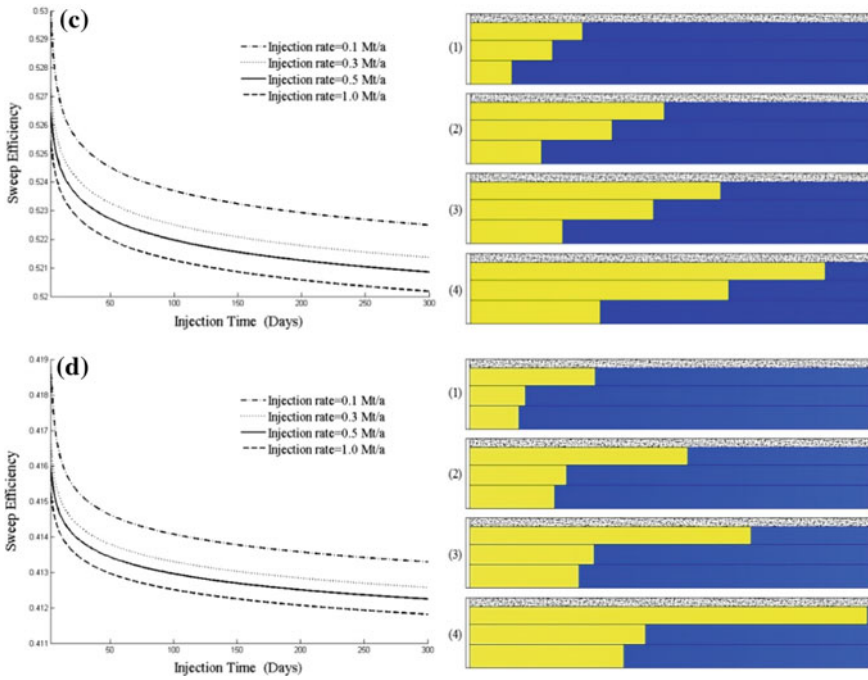 (c)
0.53
0.529
0.528
0.527
0.526
0.525
0.524
0.523
0.522
0.521
0.52
Sweep Efficiency
Injection rate=0.1 Mt/a
Injection rate=0.3 Mt/a
Injection rate=0.5 Mt/a
Injection rate=1.0 Mt/a
50
100
150
200
250
300
Injection Time (Days)
(1)
(2)
(3)
(4)
(d)
0.419
0.418
0.417
0.416
0.415
0.414
0.413
0.412
0.411
Sweep Efficiency
Injection rate=0.1 Mt/a
Injection rate=0.3 Mt/a
Injection rate=0.5 Mt/a
Injection rate=1.0 Mt/a
50
100
150
200
250
300
Injection Time (Days)
(1)
(2)
(3)
(4)